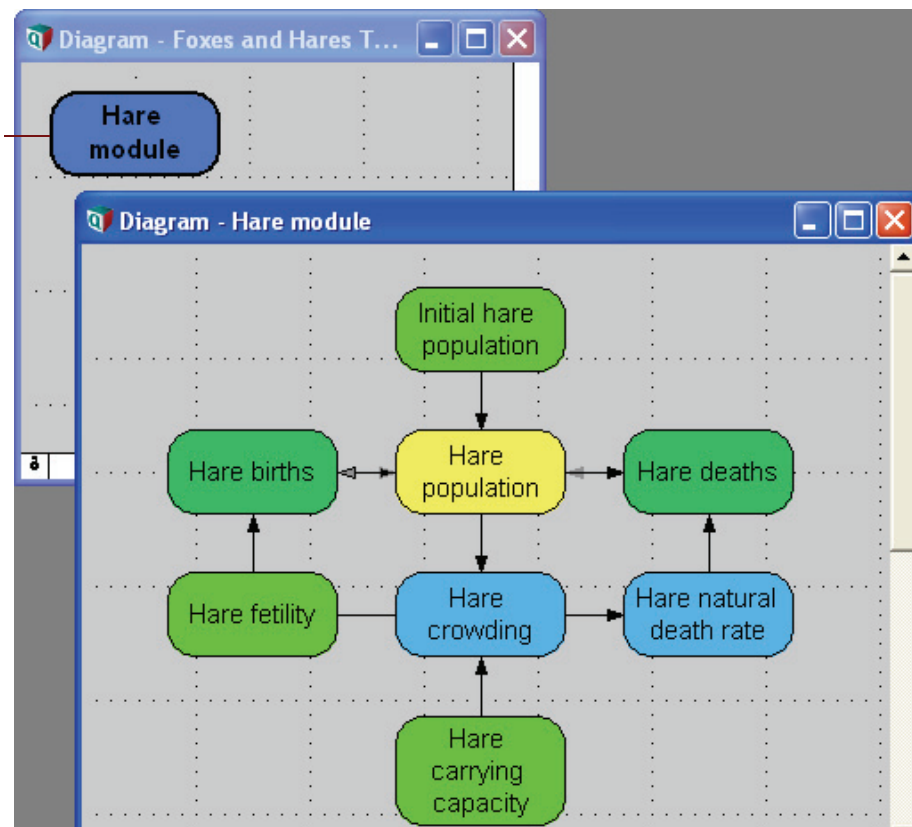 Diagram - Foxes and Hares T...
Hare
module
Diagram - Hare module
Initial hare
population
Hare births
Hare
population
Hare deaths
Hare fetility
Hare
crowding
Hare natural
death rate
Hare
carrying
capacity